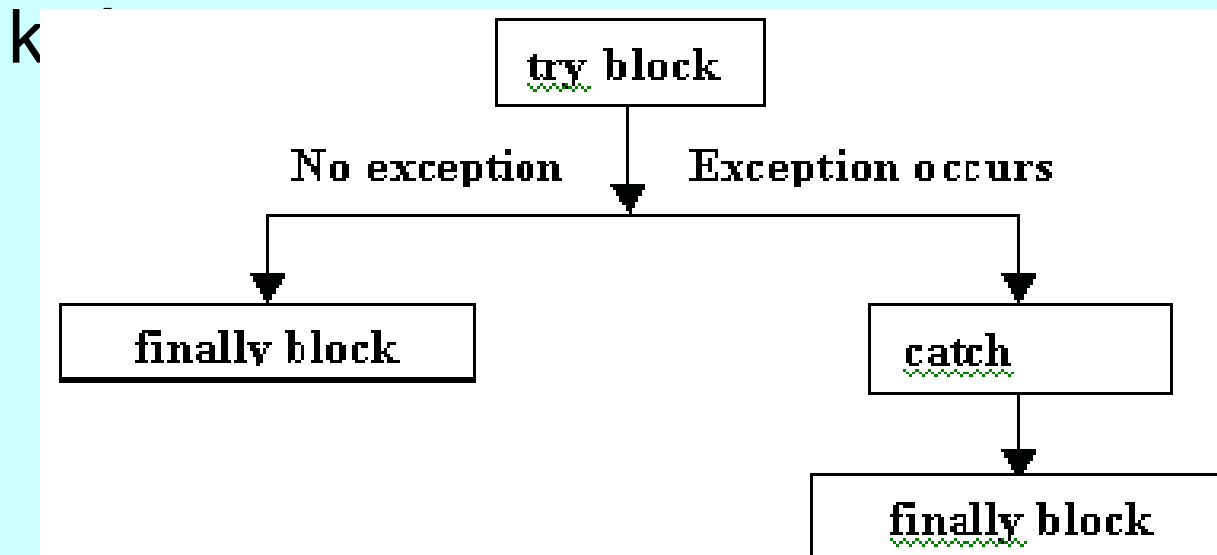 try block
No exception
Exception occurs
finally block
catch
finally block